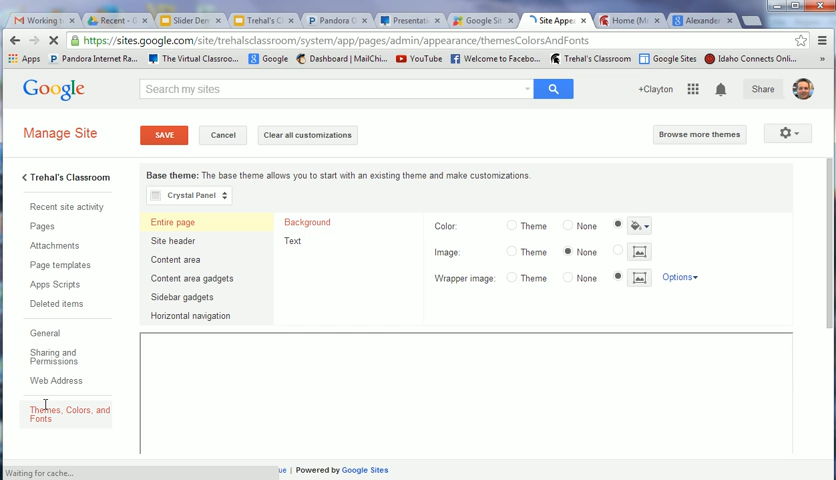 Working to
Recent - G
Slider Der
Trehal's Cl
Pandora O
Presentatio
Google Sit
Site Appea
Home (Mr
Alexander
https://sites.google.com/site/trehalsclassroom/system/app/pages/admin/appearance/themesColorsAndFonts
Apps
Pandora Internet Ra...
The Virtual Classroo...
Google
Dashboard | MailChi...
YouTube
Welcome to Facebo...
Trehal's Classroom
Google Sites
Idaho Connects Onli...
»
Google
Search my sites
+Clayton
Share
Manage Site
SAVE
Cancel
Clear all customizations
Browse more themes
Trehal's Classroom
Recent site activity
Pages
Attachments
Page templates
Apps Scripts
Deleted items
General
Sharing and
Permissions
Web Address
Themes, Colors, and
Fonts
Base theme: The base theme allows you to start with an existing theme and make customizations.
Crystal Panel
Entire page
Site header
Content area
Content area gadgets
Sidebar gadgets
Horizontal navigation
Background
Text
Color: Theme None
Image: Theme None
Wrapper image: Theme None Options
Waiting for cache...
ue | Powered by Google Sites